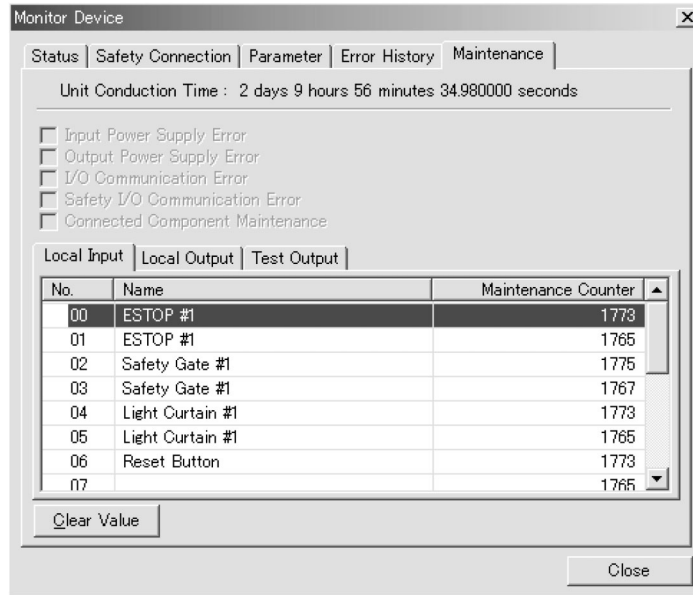 Monitor Device
Status Safety Connection Parameter Error History Maintenance
Unit Conduction Time : 2 days 9 hours 56 minutes 34.980000 seconds
Input Power Supply Error
Output Power Supply Error
I/O Communication Error
Safety I/O Communication Error
Connected Component Maintenance
Local Input Local Output Test Output
No. Name Maintenance Counter
00 ESTOP #1 1773
01 ESTOP #1 1765
02 Safety Gate #1 1775
03 Safety Gate #1 1767
04 Light Curtain #1 1773
05 Light Curtain #1 1765
06 Reset Button 1773
07 1765
Clear Value
Close